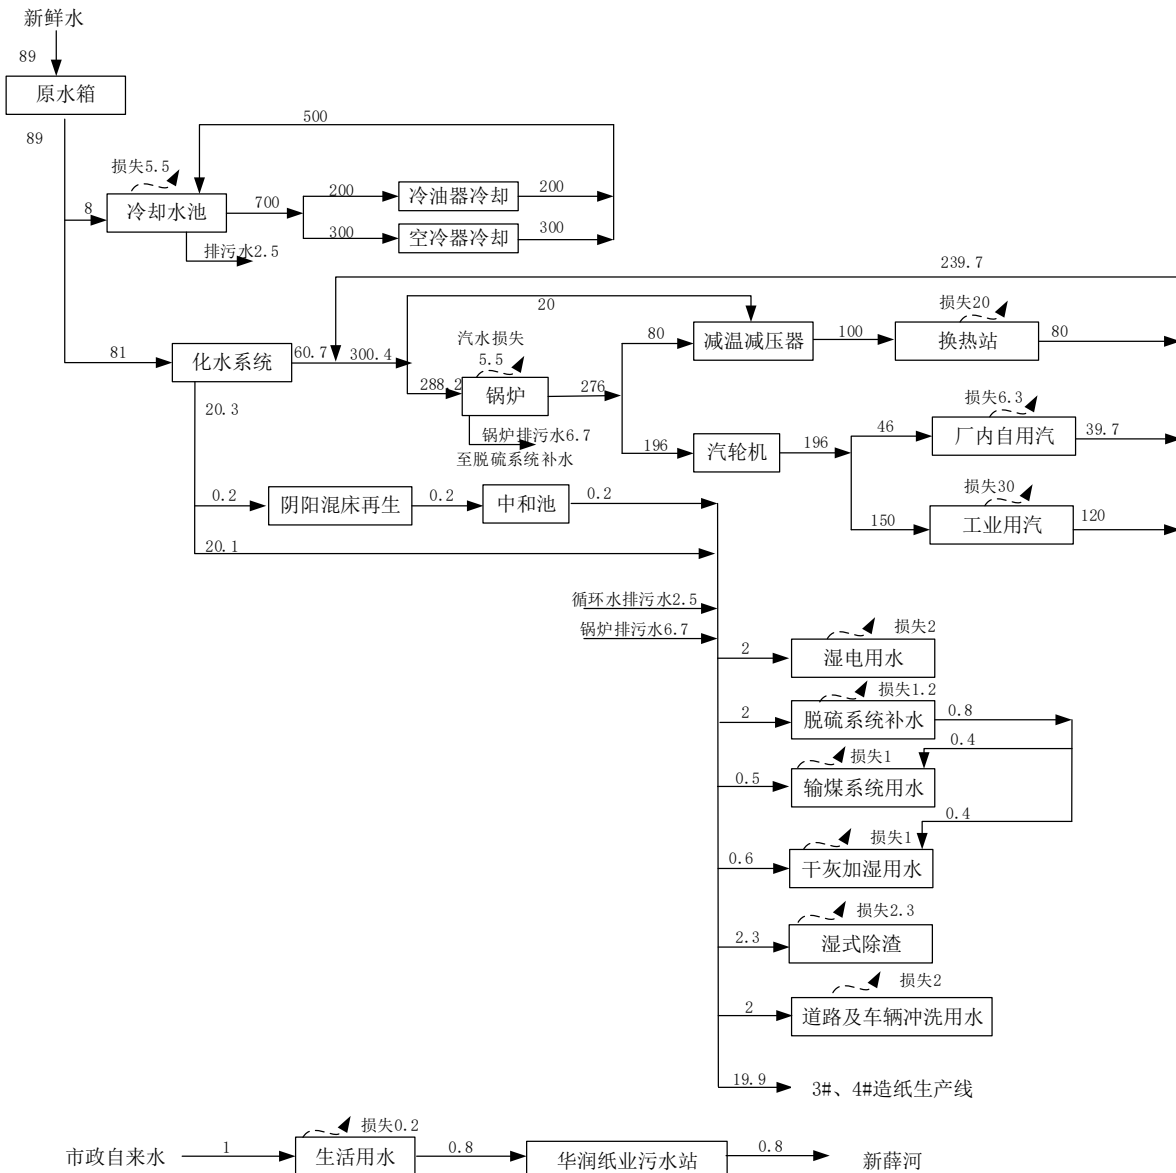 新鲜水
89
原水箱
89
500
损失5.5
8
冷却水池
700
200
冷油器冷却
200
300
空冷器冷却
300
排污水2.5
239.7
20
损失20
81
化水系统
60.7
300.4
汽水损失
5.5
288.2
锅炉
276
80
减温减压器
100
换热站
80
20.3
锅炉排污水6.7
至脱硫系统补水
196
汽轮机
196
46
损失6.3
厂内自用汽
39.7
150
损失30
工业用汽
120
0.2
阴阳混床再生
0.2
中和池
0.2
20.1
循环水排污水2.5
锅炉排污水6.7
2
损失2
湿电用水
2
损失1.2
脱硫系统补水
0.8
0.4
0.5
损失1
输煤系统用水
0.4
0.6
损失1
干灰加湿用水
2.3
损失2.3
湿式除渣
2
损失2
道路及车辆冲洗用水
19.9
3#、4#造纸生产线
市政自来水
1
损失0.2
生活用水
0.8
华润纸业污水站
0.8
新薛河